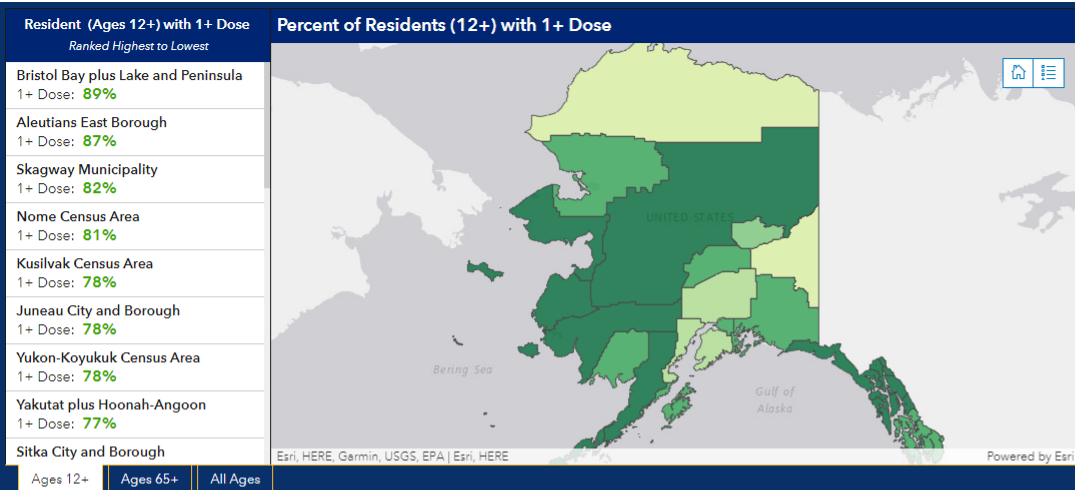 Resident (Ages 12+) with 1+ Dose
Ranked Highest to Lowest
Bristol Bay plus Lake and Peninsula
1+ Dose: 89%
Aleutians East Borough
1+ Dose: 87%
Skagway Municipality
1+ Dose: 82%
Nome Census Area
1+ Dose: 81%
Kusilvak Census Area
1+ Dose: 78%
Juneau City and Borough
1+ Dose: 78%
Yukon-Koyukuk Census Area
1+ Dose: 78%
Yakutat plus Hoonah-Angoon
1+ Dose: 77%
Sitka City and Borough
Ages 12+
Ages 65+
All Ages
Percent of Residents (12+) with 1+ Dose
UNITED STATES
Bering Sea
Gulf of
Alaska
Esri, HERE, Garmin, USGS, EPA | Esri, HERE
Powered by Esri